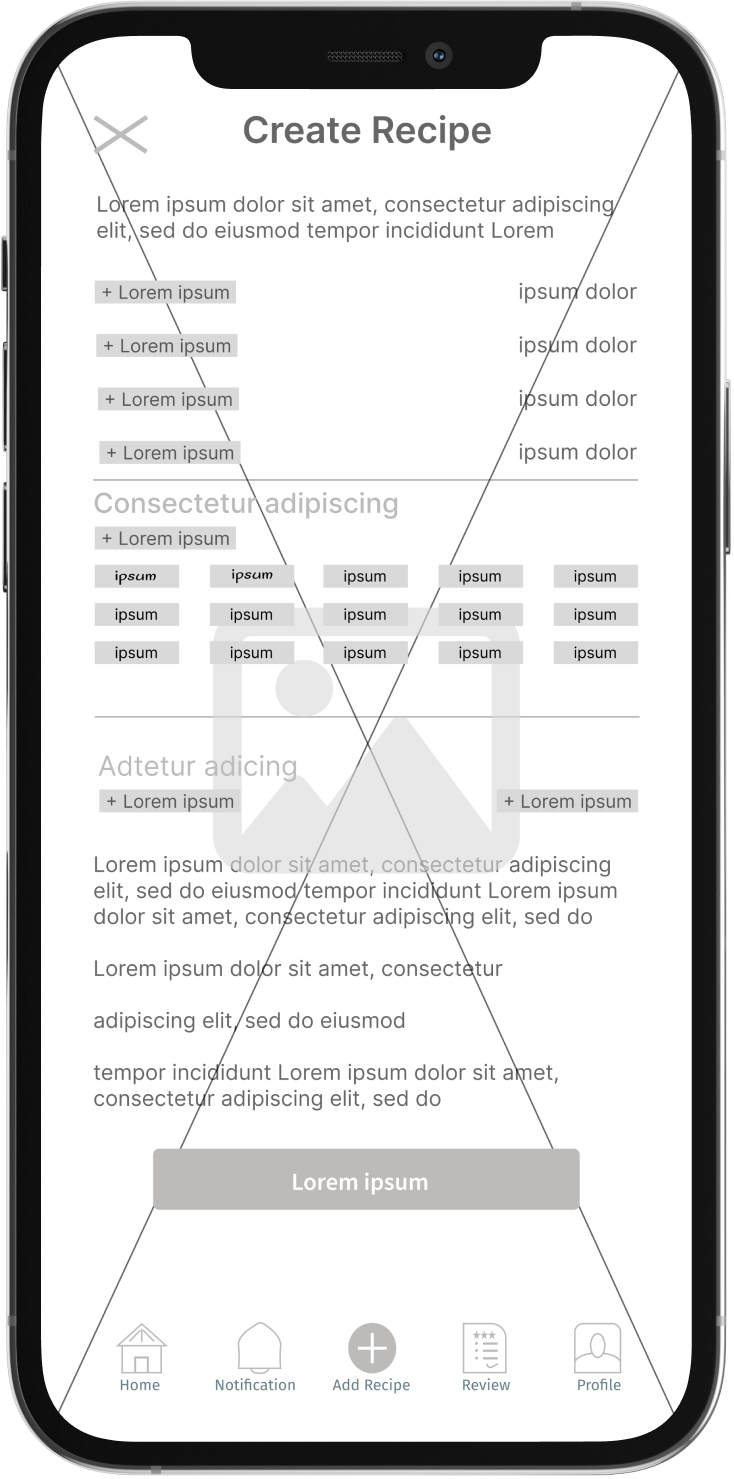 Create Recipe
Lorem ipsum dolor sit amet, consectetur adipiscing
elit, sed do eiusmod tempor incididunt Lorem
+ Lorem ipsum ipsum dolor
+ Lorem ipsum ipsum dolor
+ Lorem ipsum ipsum dolor
+ Lorem ipsum ipsum dolor
Consectetur adipiscing
+ Lorem ipsum
ipsum ipsum ipsum ipsum ipsum
ipsum ipsum ipsum ipsum ipsum
ipsum ipsum ipsum ipsum ipsum
Adtetur adicing
+ Lorem ipsum + Lorem ipsum
Lorem ipsum dolor sit amet, consectetur adipiscing
elit, sed do eiusmod tempor incididunt Lorem ipsum
dolor sit amet, consectetur adipiscing elit, sed do
Lorem ipsum dolor sit amet, consectetur
adipiscing elit, sed do eiusmod
tempor incididunt Lorem ipsum dolor sit amet,
consectetur adipiscing elit, sed do
Lorem ipsum
Home Notification Add Recipe Review Profile